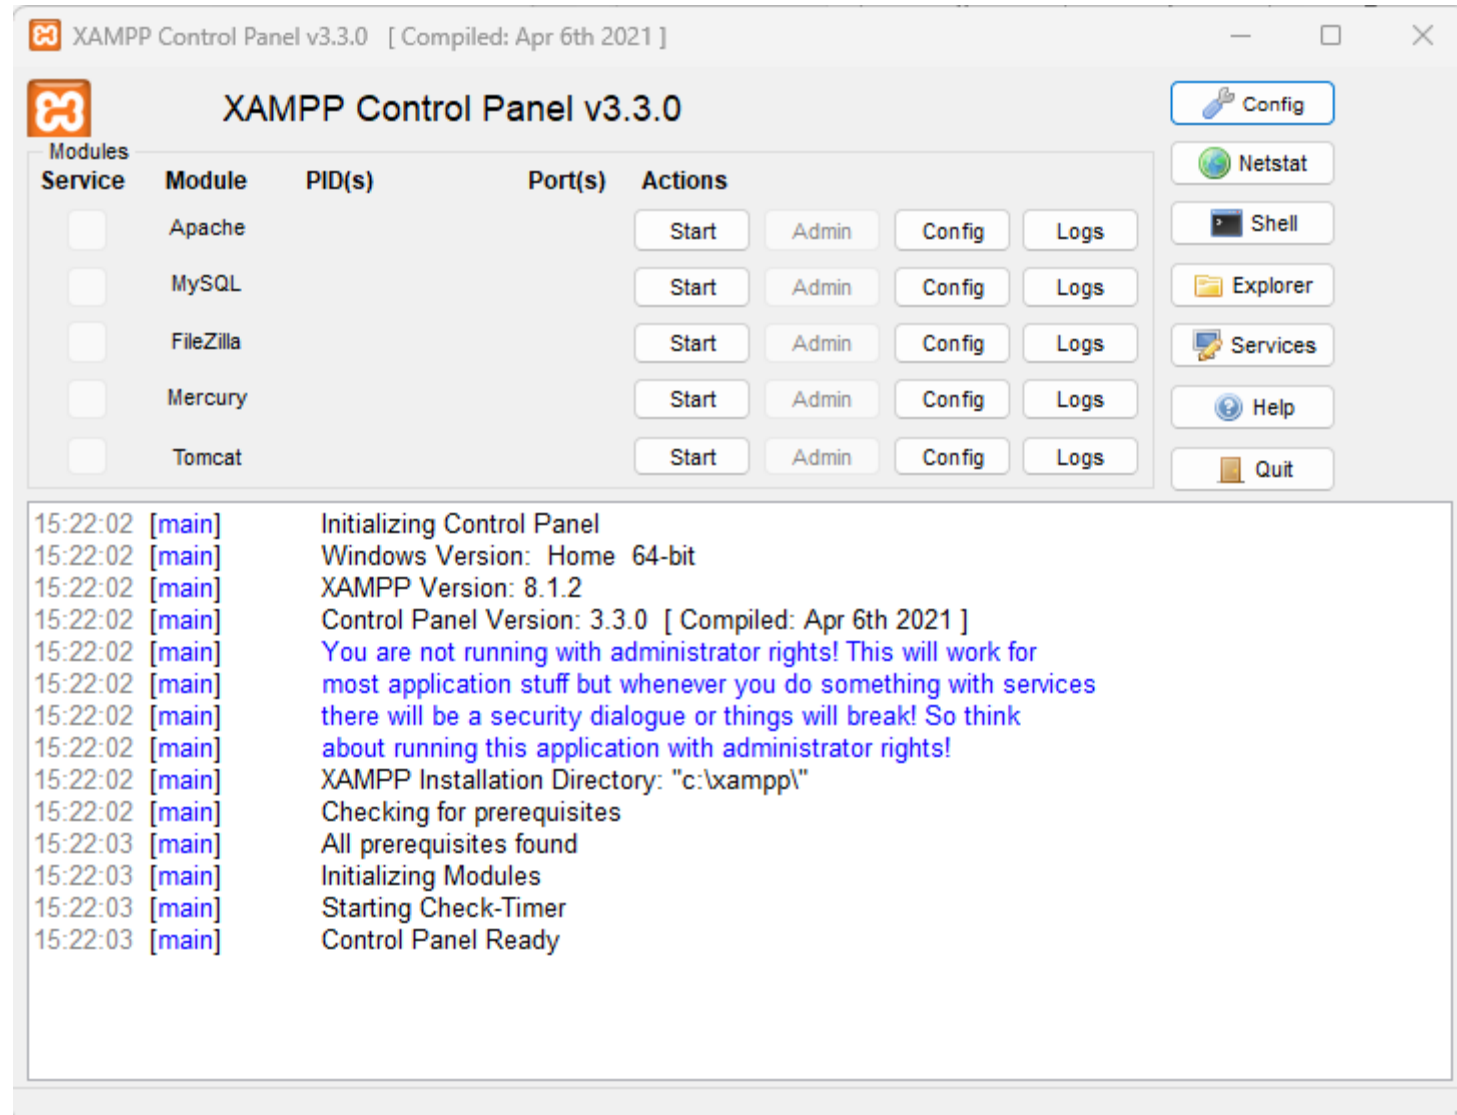 XAMPP Control Panel v3.3.0 [ Compiled: Apr 6th 2021 ]
XAMPP Control Panel v3.3.0
Config
Modules
Netstat
Service Module PID(s) Port(s) Actions
Apache Start Admin Config Logs
Shell
MySQL Start Admin Config Logs
Explorer
FileZilla Start Admin Config Logs
Services
Mercury Start Admin Config Logs
Help
Tomcat Start Admin Config Logs
Quit
15:22:02 [main] Initializing Control Panel
15:22:02 [main] Windows Version: Home 64-bit
15:22:02 [main] XAMPP Version: 8.1.2
15:22:02 [main] Control Panel Version: 3.3.0 [ Compiled: Apr 6th 2021 ]
15:22:02 [main] You are not running with administrator rights! This will work for
15:22:02 [main] most application stuff but whenever you do something with services
15:22:02 [main] there will be a security dialogue or things will break! So think
15:22:02 [main] about running this application with administrator rights!
15:22:02 [main] XAMPP Installation Directory: "c:\xampp\"
15:22:02 [main] Checking for prerequisites
15:22:03 [main] All prerequisites found
15:22:03 [main] Initializing Modules
15:22:03 [main] Starting Check-Timer
15:22:03 [main] Control Panel Ready